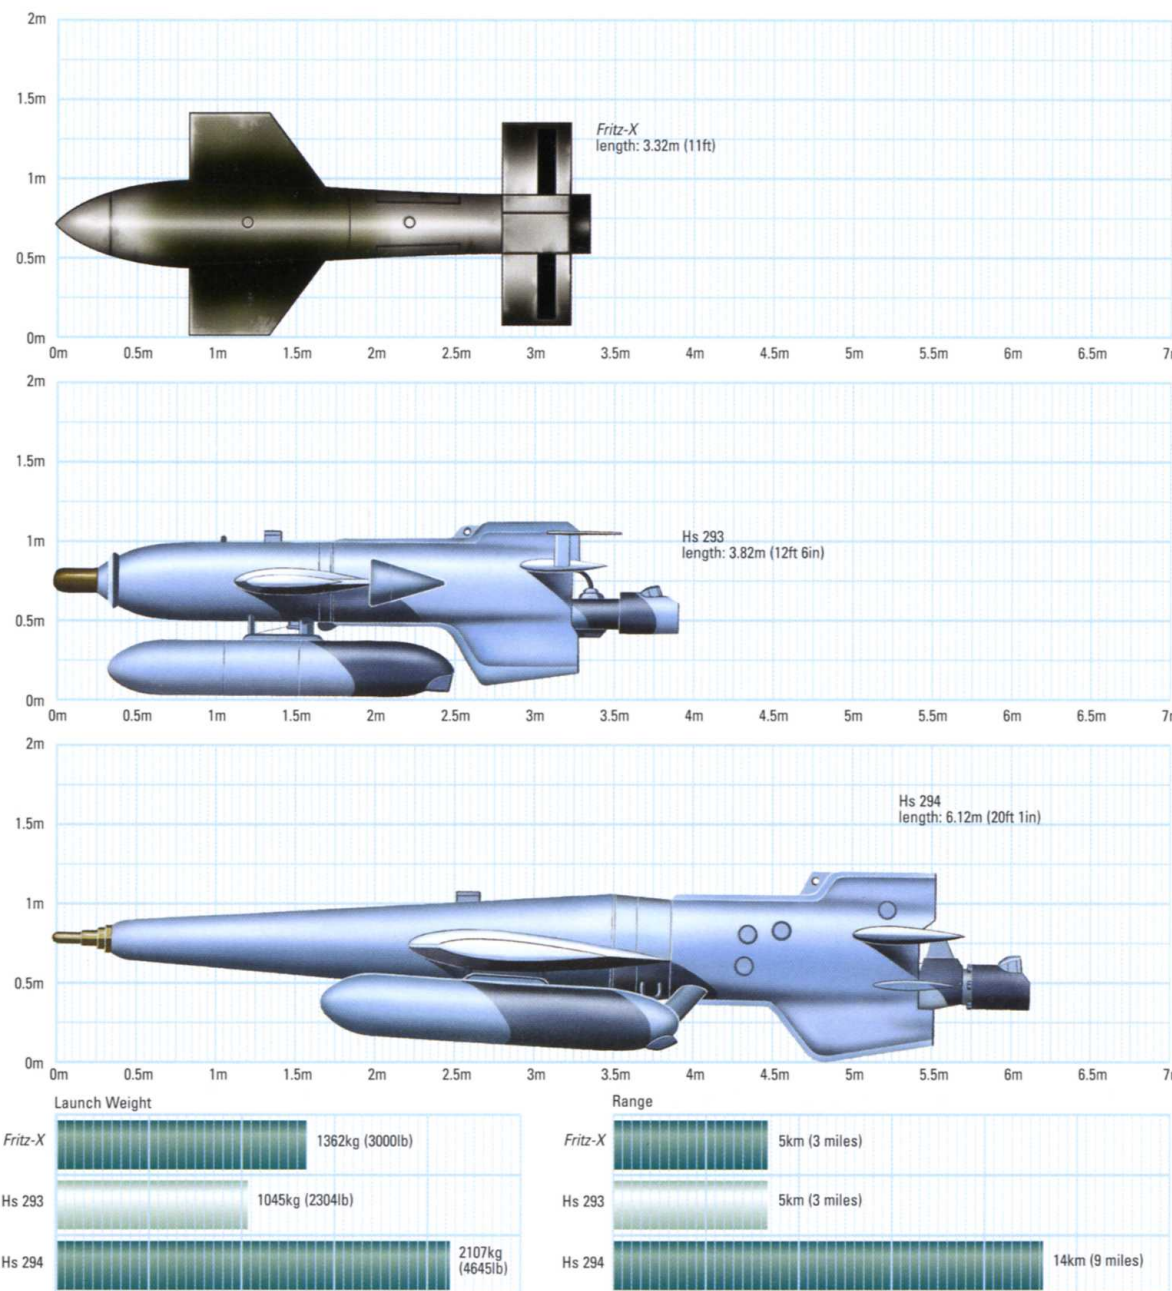 2m
1.5m
1m
0.5m
0m
Fritz-X
length: 3.32m (11ft)
0m 0.5m 1m 1.5m 2m 2.5m 3m 3.5m 4m 4.5m 5m 5.5m 6m 6.5m
2m
1.5m
1m
0.5m
0m
Hs 293
length: 3.82m (12ft 6in)
0m 0.5m 1m 1.5m 2m 2.5m 3m 3.5m 4m 4.5m 5m 5.5m 6m 6.5m
2m
1.5m
1m
0.5m
0m
Hs 294
length: 6.12m (20ft 1in)
0m 0.5m 1m 1.5m 2m 2.5m 3m 3.5m 4m 4.5m 5m 5.5m 6m 6.5m
Launch Weight
Fritz-X 1362kg (3000lb)
Hs 293 1045kg (2304lb)
Hs 294 2107kg
(4645lb)
Range
Fritz-X 5km (3 miles)
Hs 293 5km (3 miles)
Hs 294 14km (9 miles)